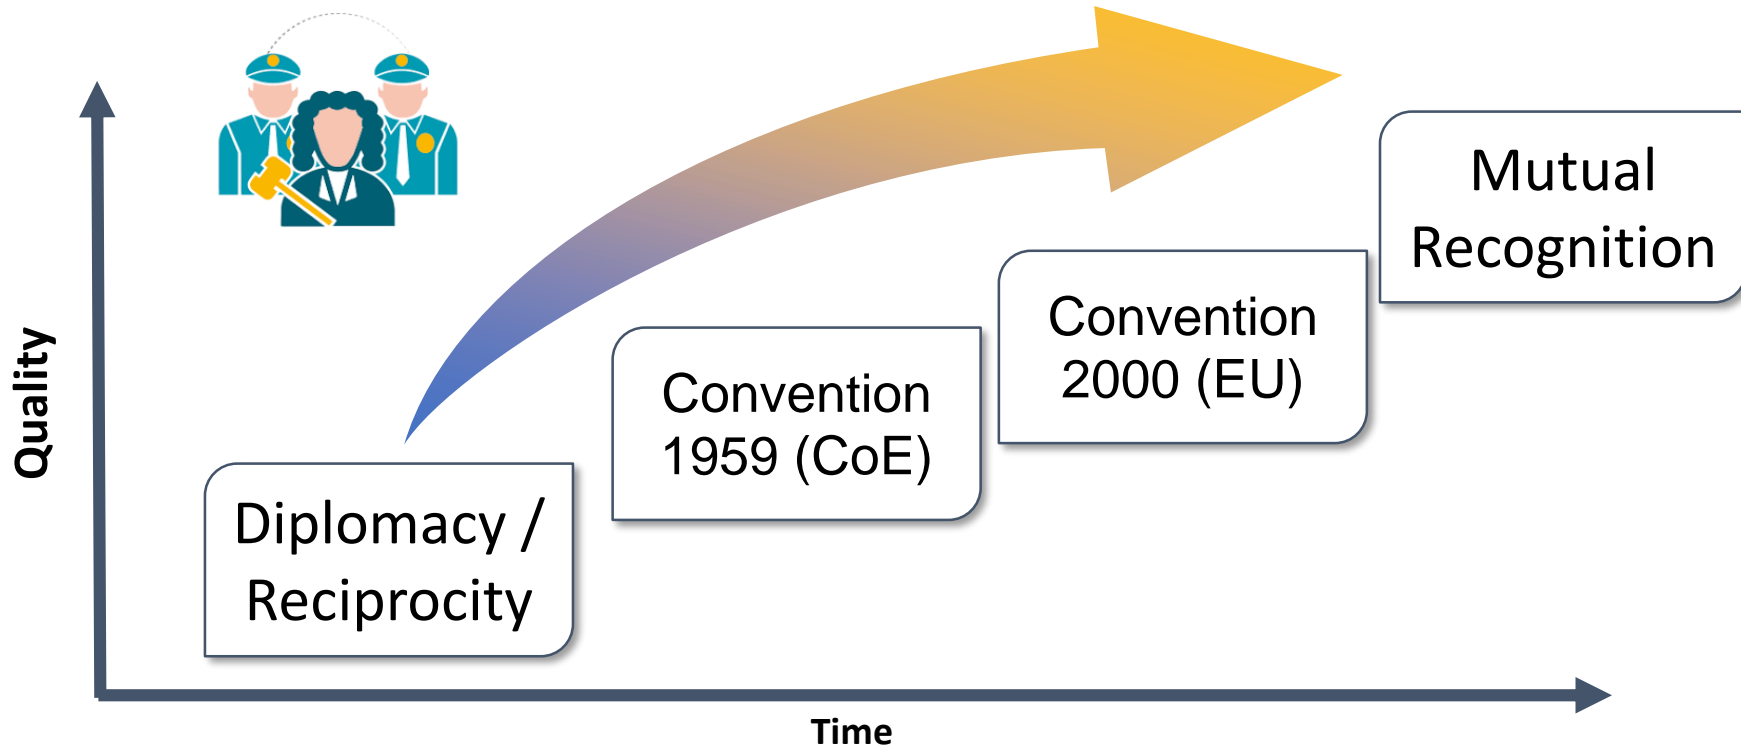 Quality
Diplomacy /
Reciprocity
Convention
1959 (CoE)
Convention
2000 (EU)
Mutual
Recognition
Time